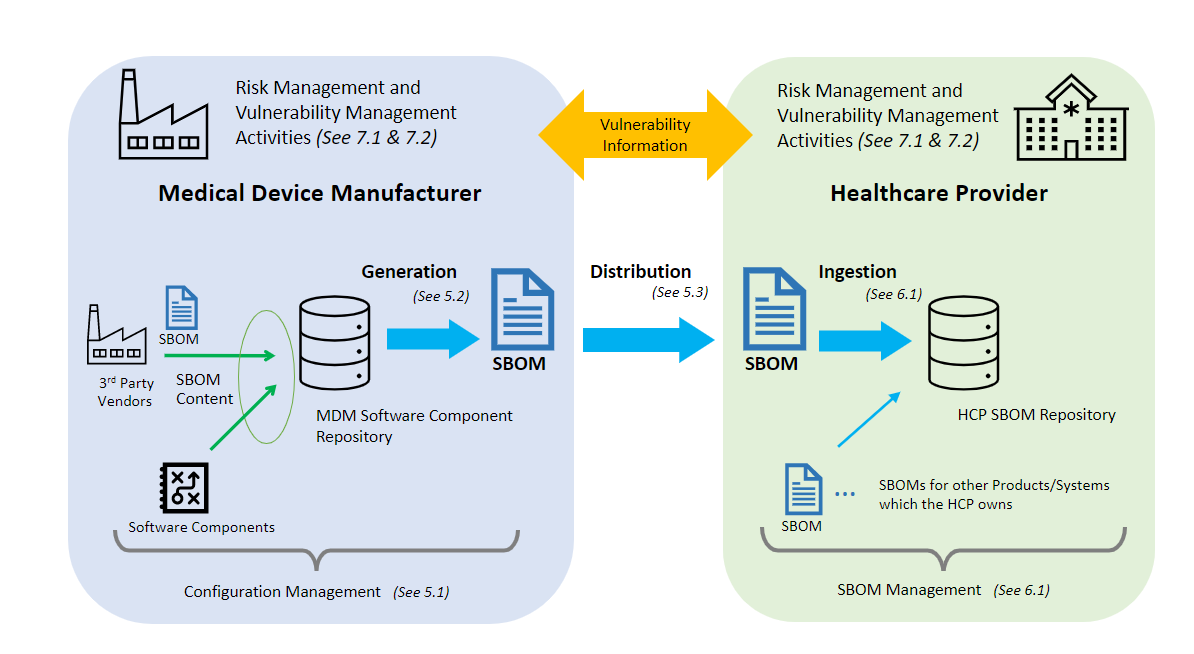 Risk Management and
Vulnerability Management
Activities (See 7.1 & 7.2)
Medical Device Manufacturer
Vulnerability
Information
Risk Management and
Vulnerability Management
Activities (See 7.1 & 7.2)
Healthcare Provider
Generation
(See 5.2)
Distribution
(See 5.3)
Ingestion
(See 6.1)
SBOM
3rd Party
Vendors
SBOM
Content
SBOM
SBOM
MDM Software Component
Repository
HCP SBOM Repository
Software Components
SBOM
...
SBOMs for other Products/Systems
which the HCP owns
Configuration Management (See 5.1)
SBOM Management (See 6.1)